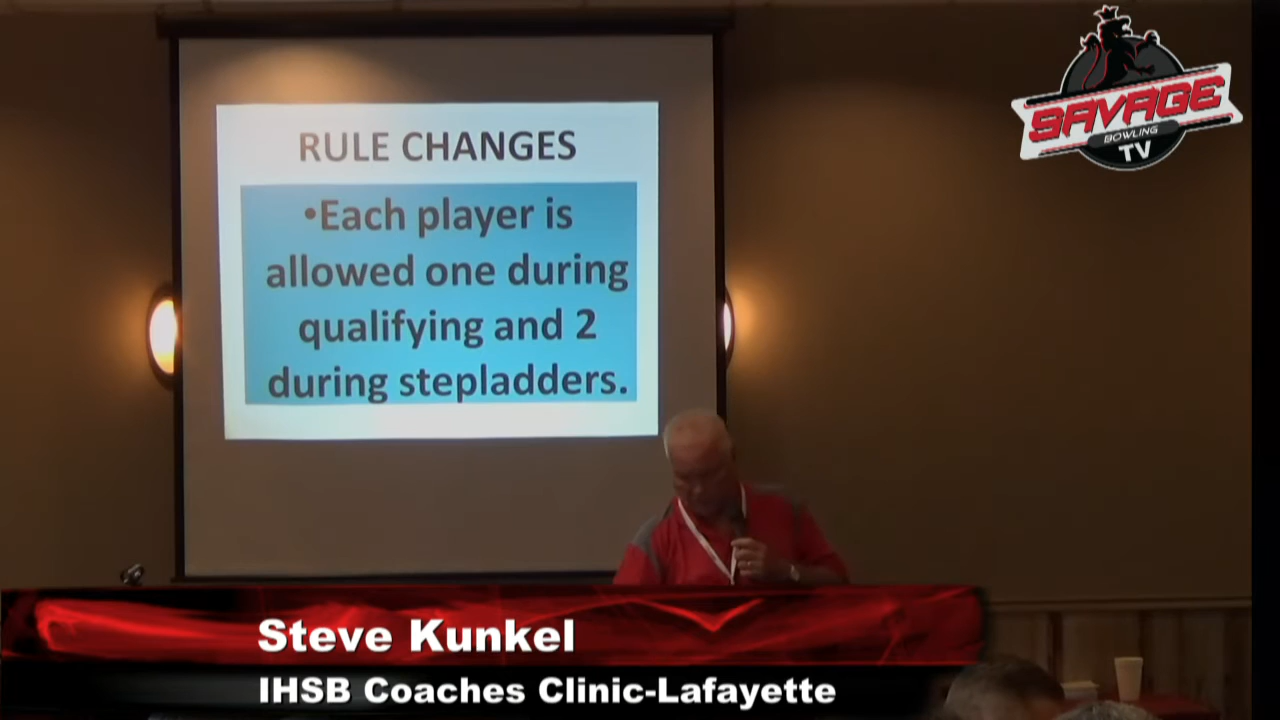 SAVAGE
BOWLING
TV
RULE CHANGES
•Each player is
allowed one during
qualifying and 2
during stepladders.
Steve Kunkel
IHSB Coaches Clinic-Lafayette